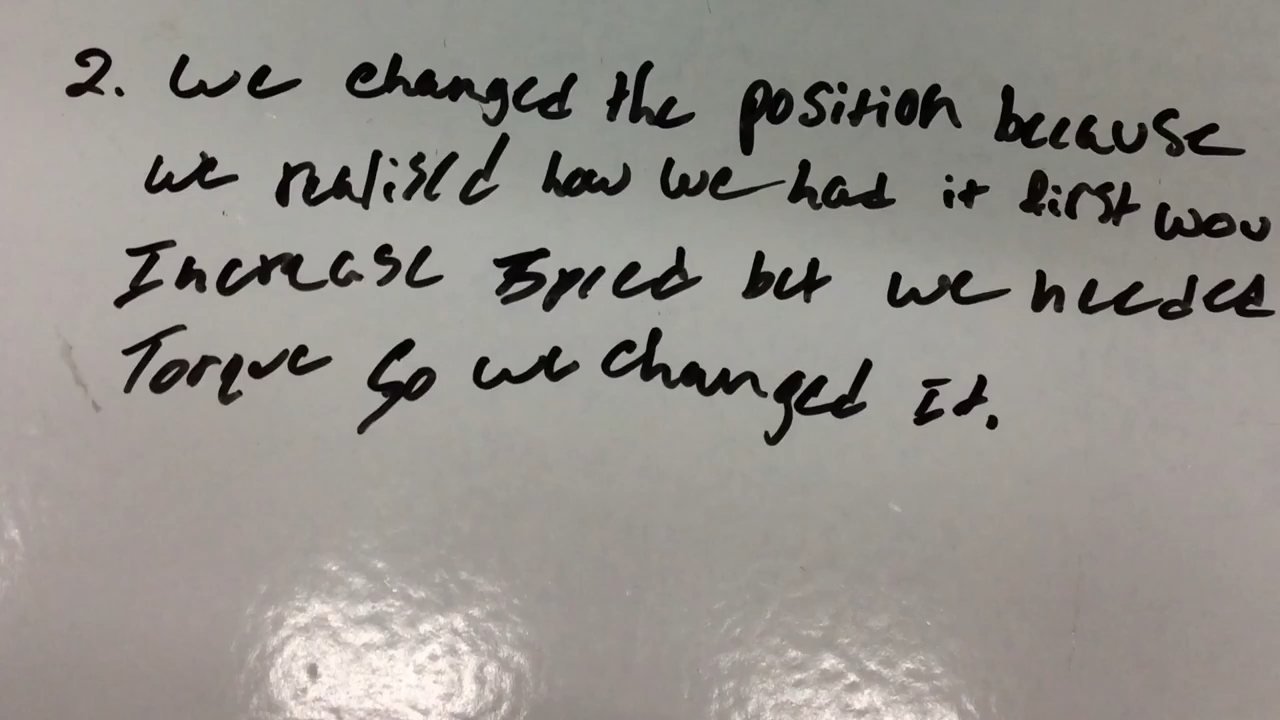 2. We changed the position because
we realised how we had it first wou
Increase speed but we needed
Torque So we changed It.